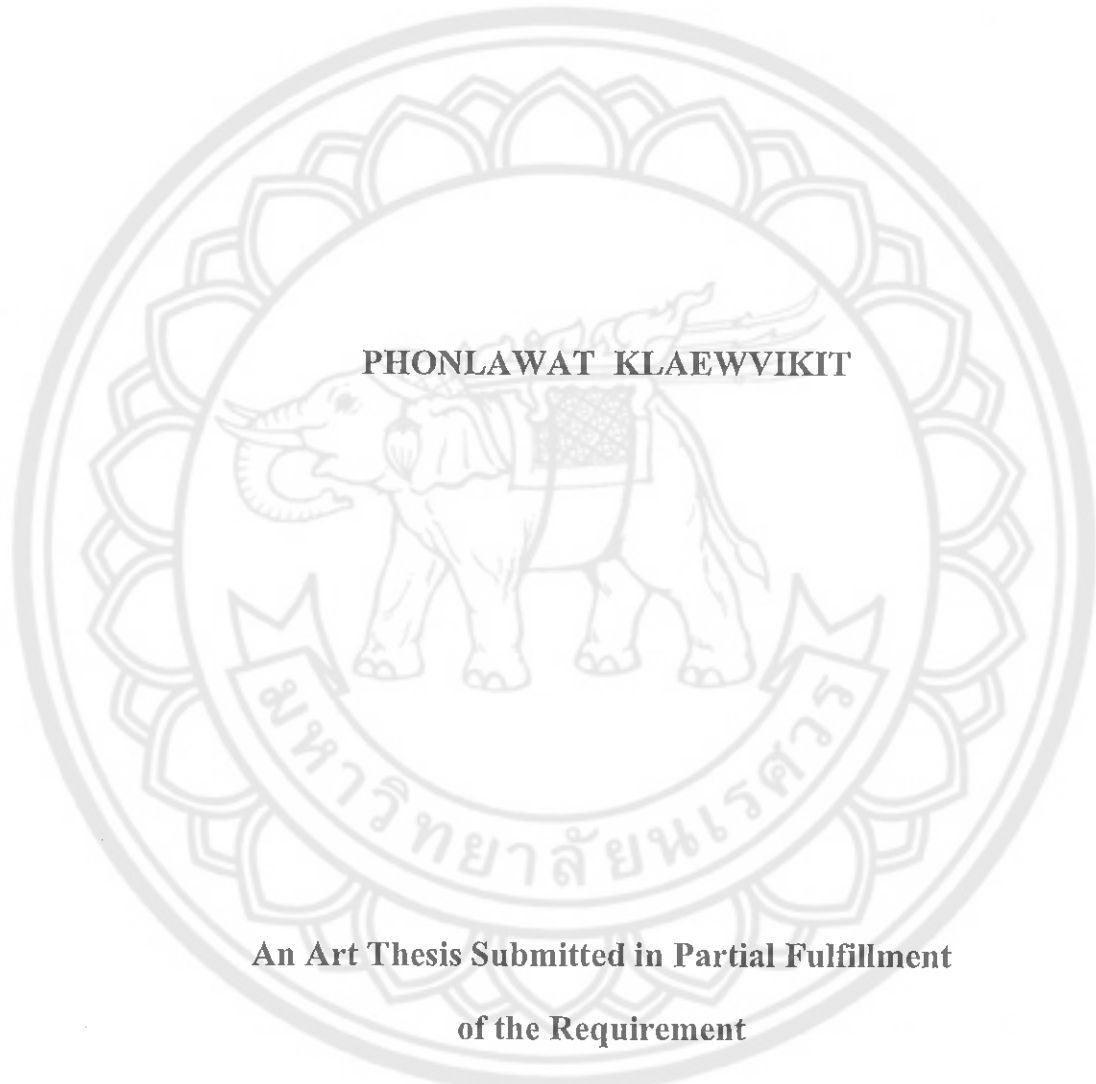 PHONLAWAT KLAEWVIKIT
มหาวิทยาลัยนเรศวร
An Art Thesis Submitted in Partial Fulfillment
of the Requirement